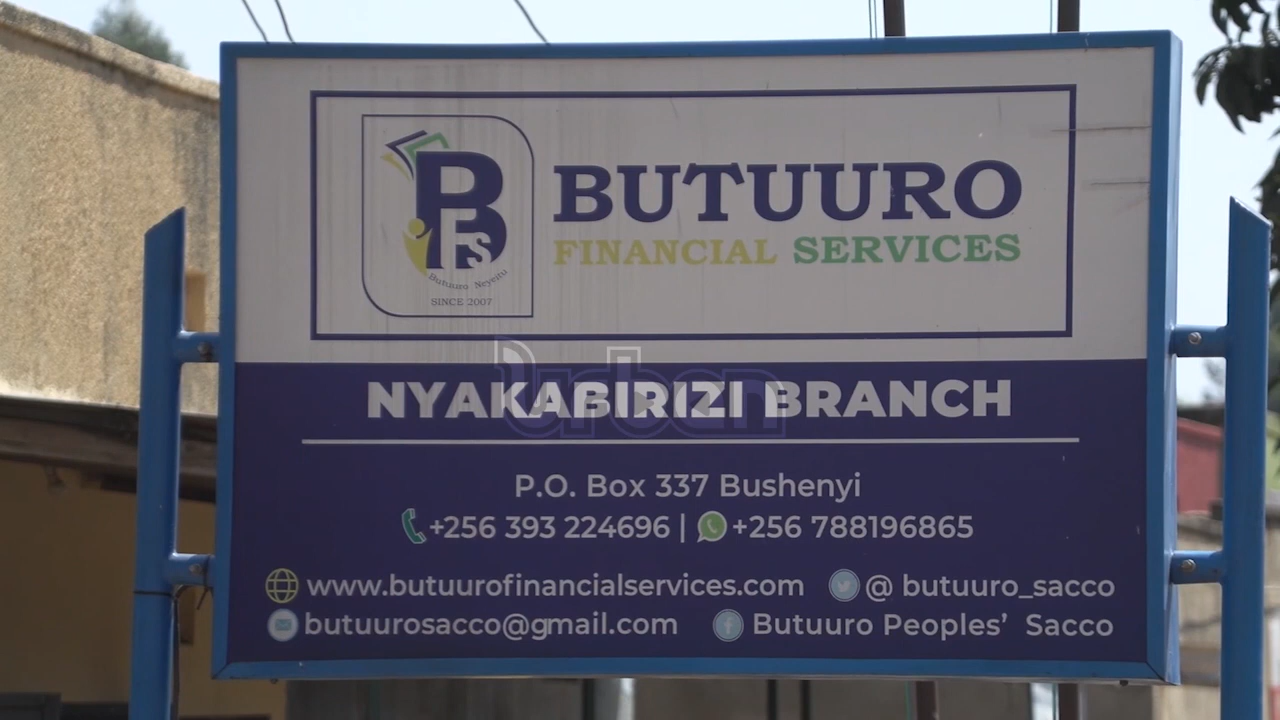 BFS
Butuuro Neyeitu
SINCE 2007
BUTUURO
FINANCIAL SERVICES
urban
NYAKABIRIZI BRANCH
P.O. Box 337 Bushenyi
+256 393 224696 | +256 788196865
www.butuurofinancialservices.com @ butuuro_sacco
butuurosacco@gmail.com Butuuro Peoples' Sacco